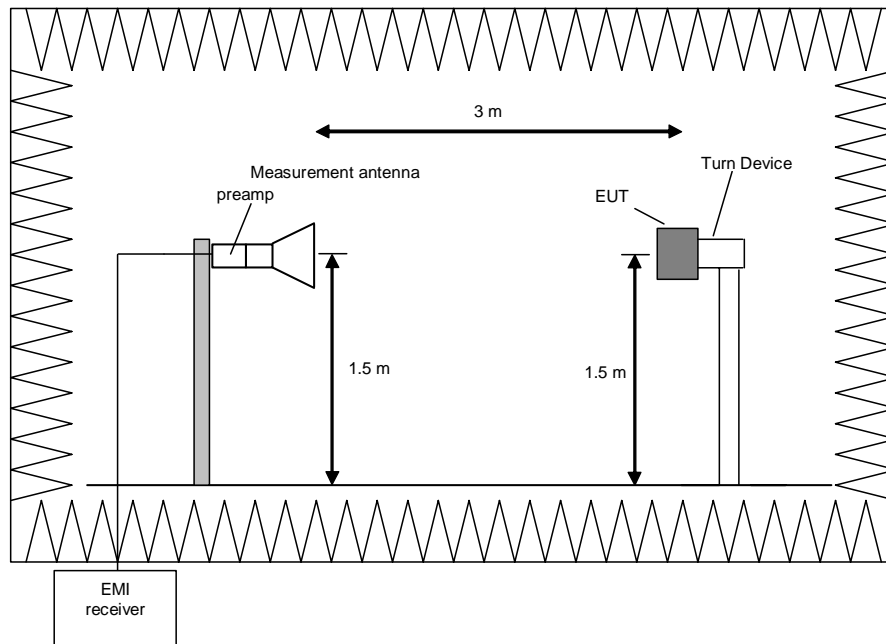 3 m
Measurement antenna
preamp
Turn Device
EUT
1.5 m
1.5 m
EMI
receiver